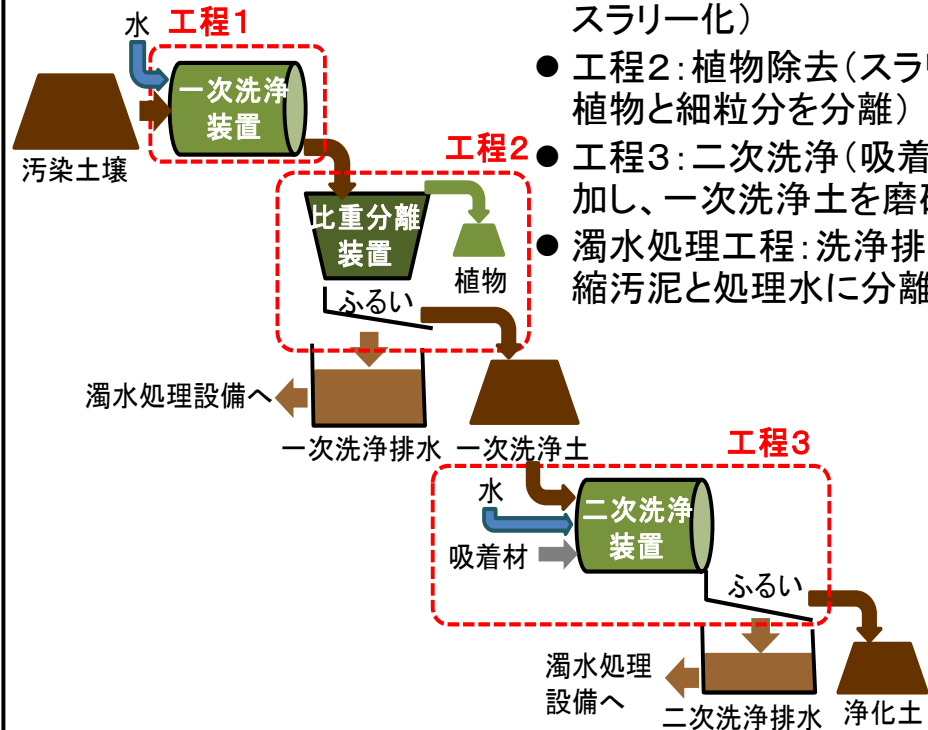 水 工程1
一次洗浄
装置
汚染土壌
スラリー化)
● 工程2:植物除去(スラリ
植物と細粒分を分離)
● 工程3:二次洗浄(吸着
加し、一次洗浄土を磨
● 濁水処理工程:洗浄排
縮汚泥と処理水に分離
工程2
比重分離
装置
植物
ふるい
濁水処理設備へ
一次洗浄排水 一次洗浄土
工程3
水
二次洗浄
装置
吸着材
ふるい
濁水処理
設備へ
二次洗浄排水 浄化土